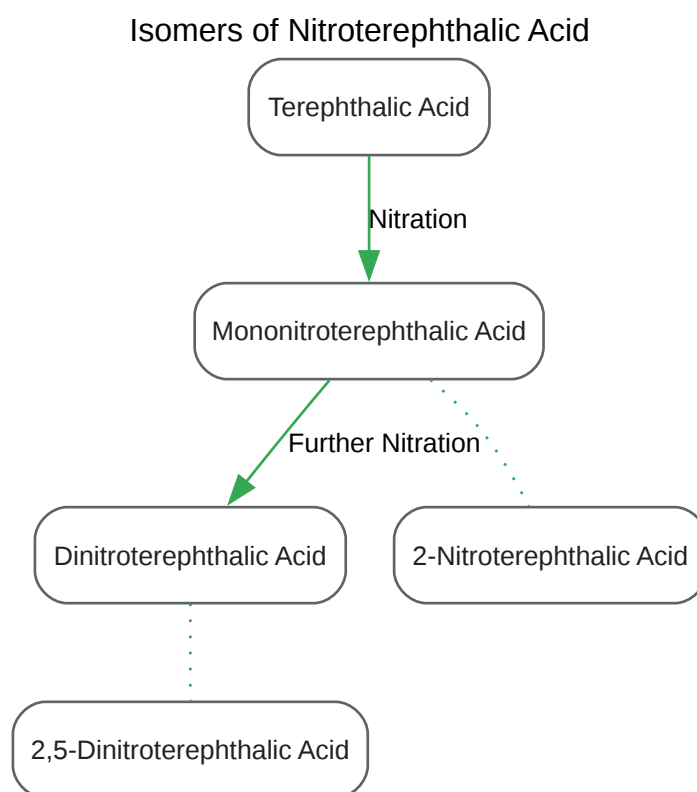 Isomers of Nitroterephthalic Acid
Terephthalic Acid
Nitration
Mononitroterephthalic Acid
Further Nitration
Dinitroterephthalic Acid
2-Nitroterephthalic Acid
2,5-Dinitroterephthalic Acid